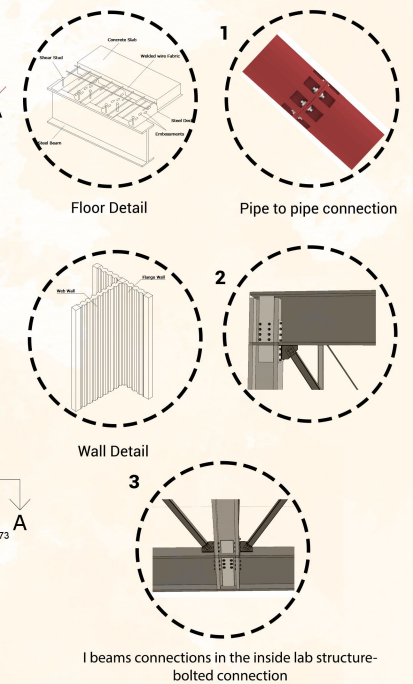 Concrete Slab
Shear Stud
Welded wire Fabric
Steel Dec
Embossments
Steel Beam
Floor Detail
1
Pipe to pipe connection
Flange Wall
Web Wall
Wall Detail
2
A
73
3
I beams connections in the inside lab structure-
bolted connection